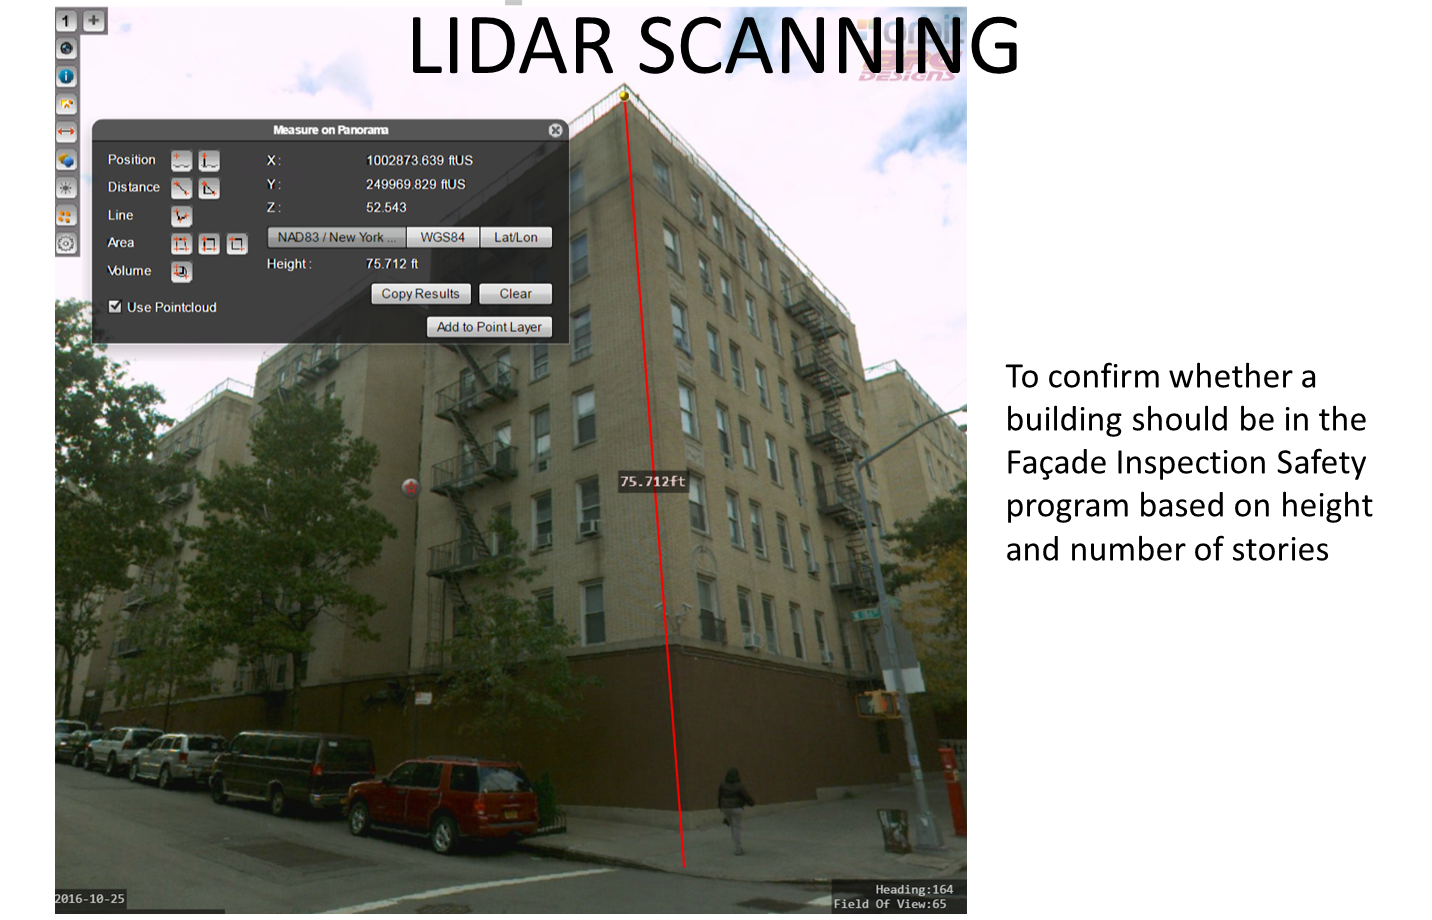 LIDAR SCANNING
1 +
orbit
DESIGNS
Measure on Panorama
Position
Distance
Line
Area
Volume
Use Pointcloud
X: 1002873.639 ftUS
Y: 249969.829 ftUS
Z: 52.543
NAD83 / New York ... WGS84 Lat/Lon
Height: 75.712 ft
Copy Results Clear
Add to Point Layer
75.712ft
To confirm whether a
building should be in the
Façade Inspection Safety
program based on height
and number of stories
2016-10-25
Heading:164
Field Of View:65